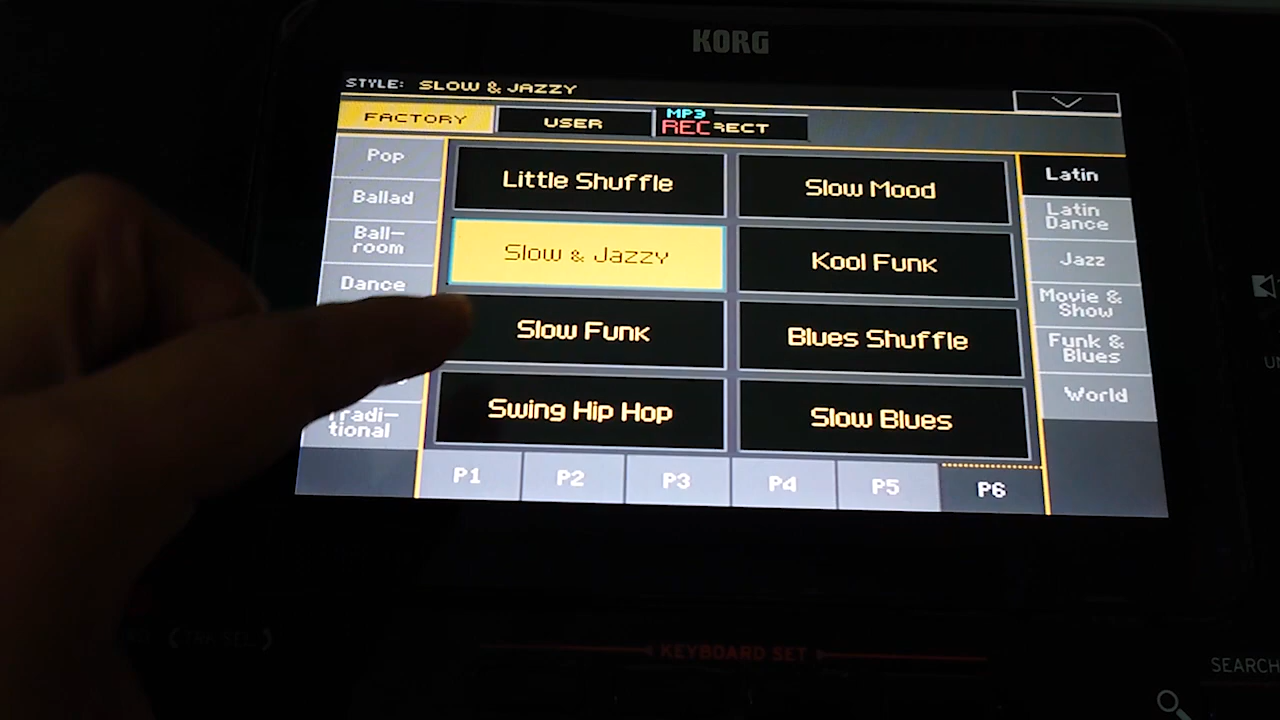 KORG
STYLE: SLOW & JAZZY
FACTORY
USER
MP3
REC
RECT
Pop
Ballad
Ball-
room
Dance
Tradi-
tional
Little Shuffle
Slow Mood
Slow & Jazzy
Kool Funk
Slow Funk
Blues Shuffle
Swing Hip Hop
Slow Blues
Latin
Latin
Dance
Jazz
Movie &
Show
Funk &
Blues
World
P1
P2
P3
P4
P5
P6
KEYBOARD SET
SEARCH